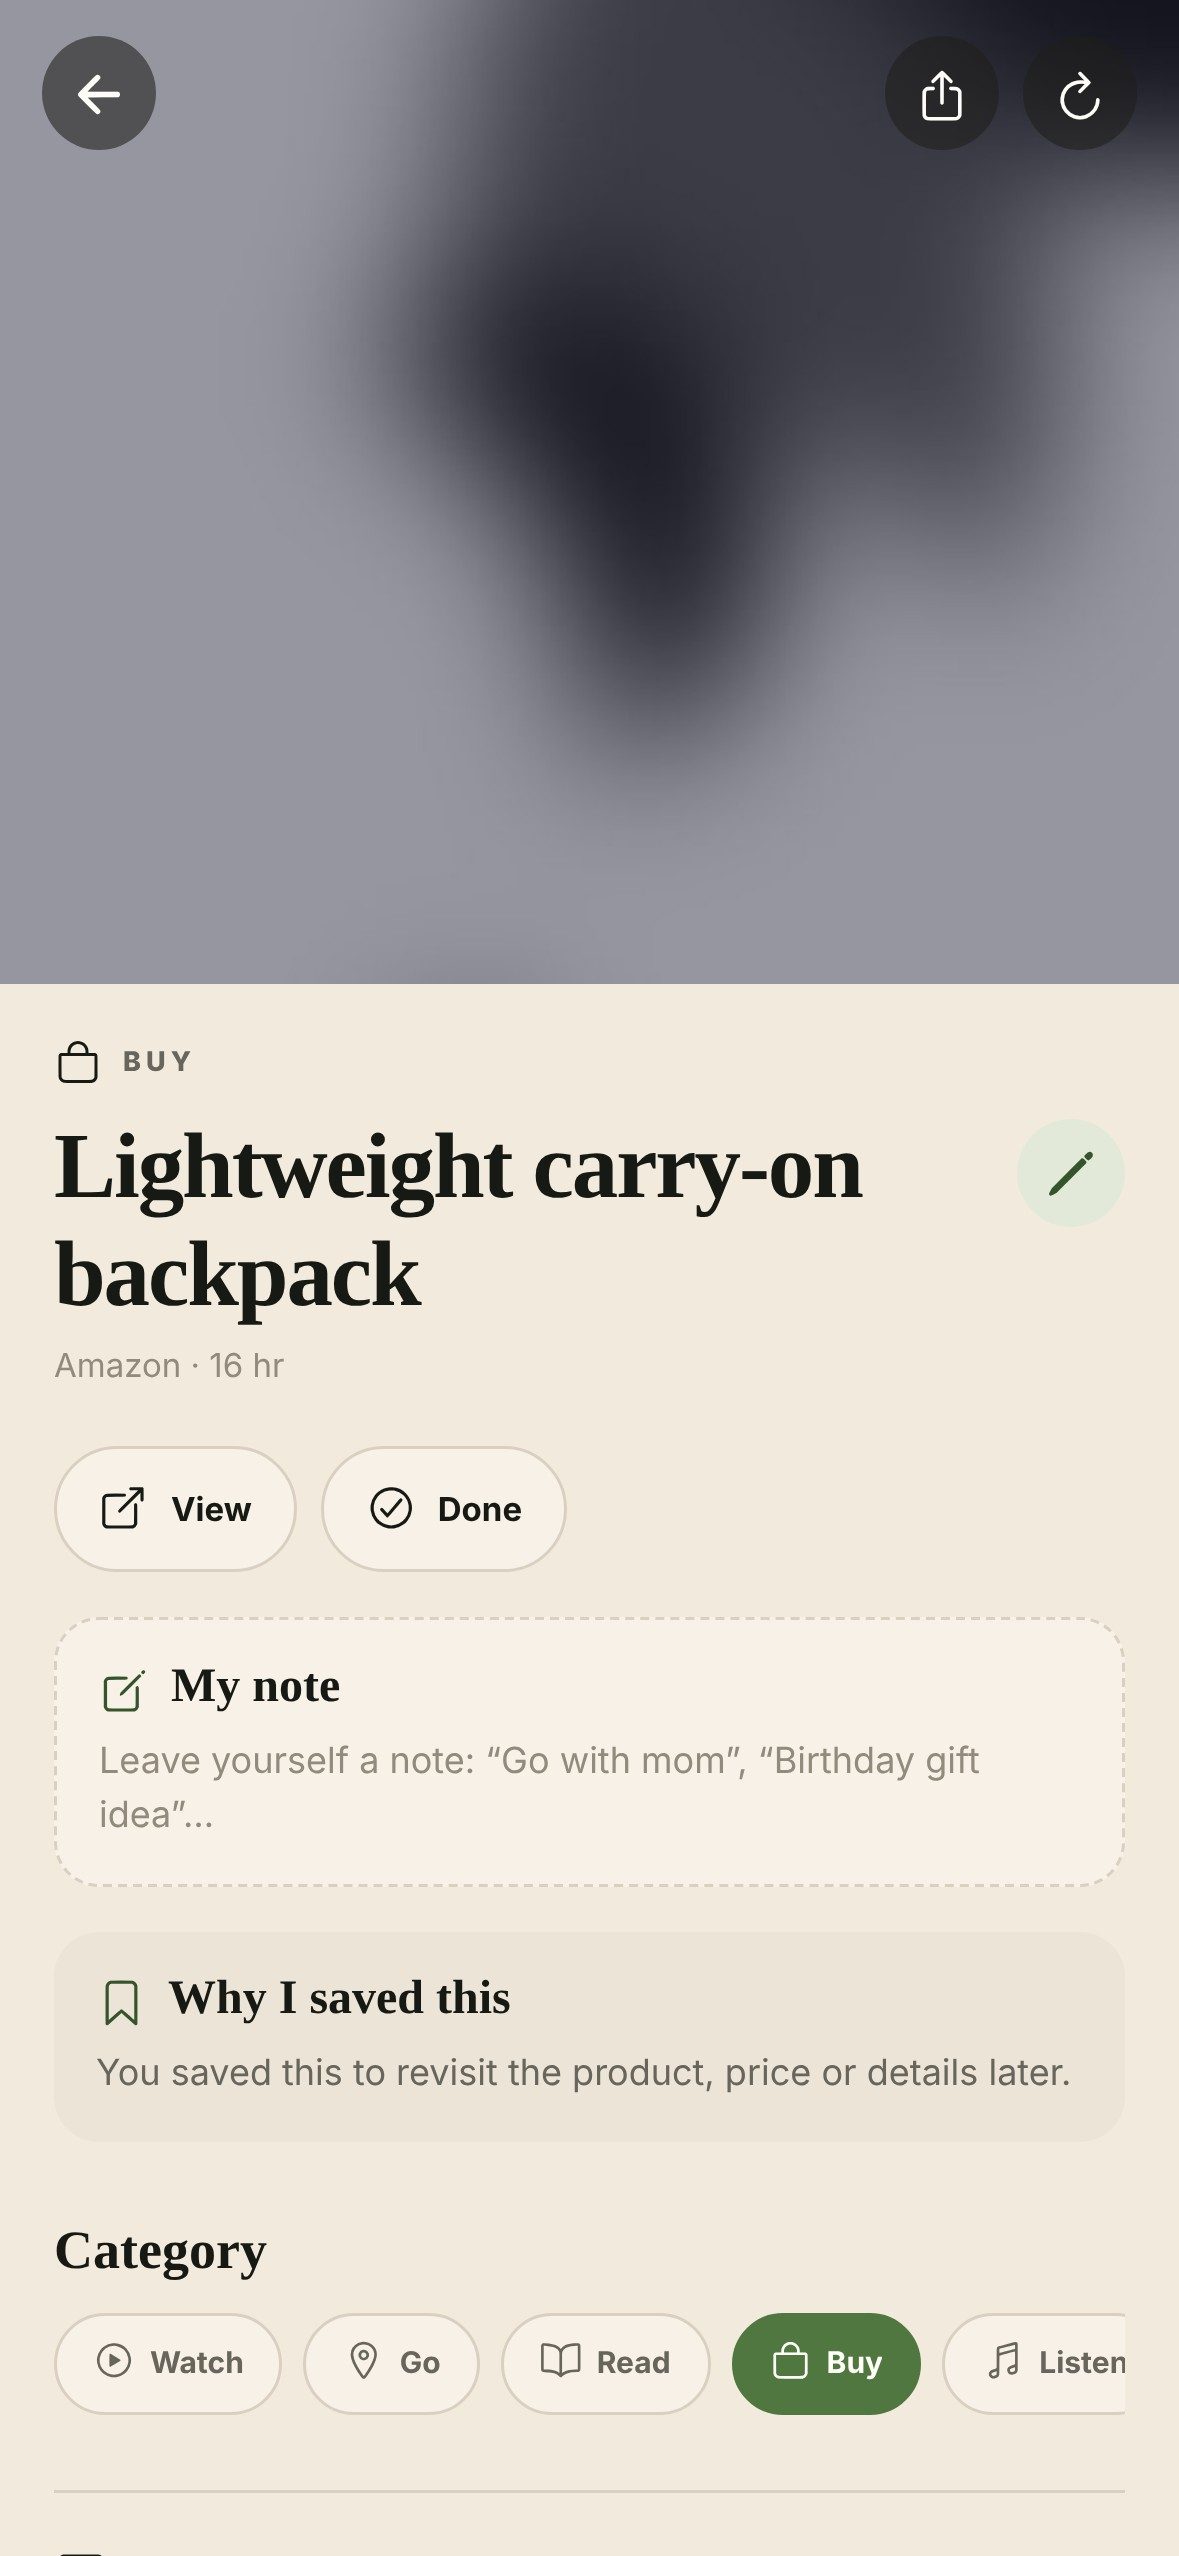 BUY
Lightweight carry-on
backpack
Amazon · 16 hr
View
Done
My note
Leave yourself a note: “Go with mom”, “Birthday gift
idea”...
Why I saved this
You saved this to revisit the product, price or details later.
Category
Watch
Go
Read
Buy
Listen